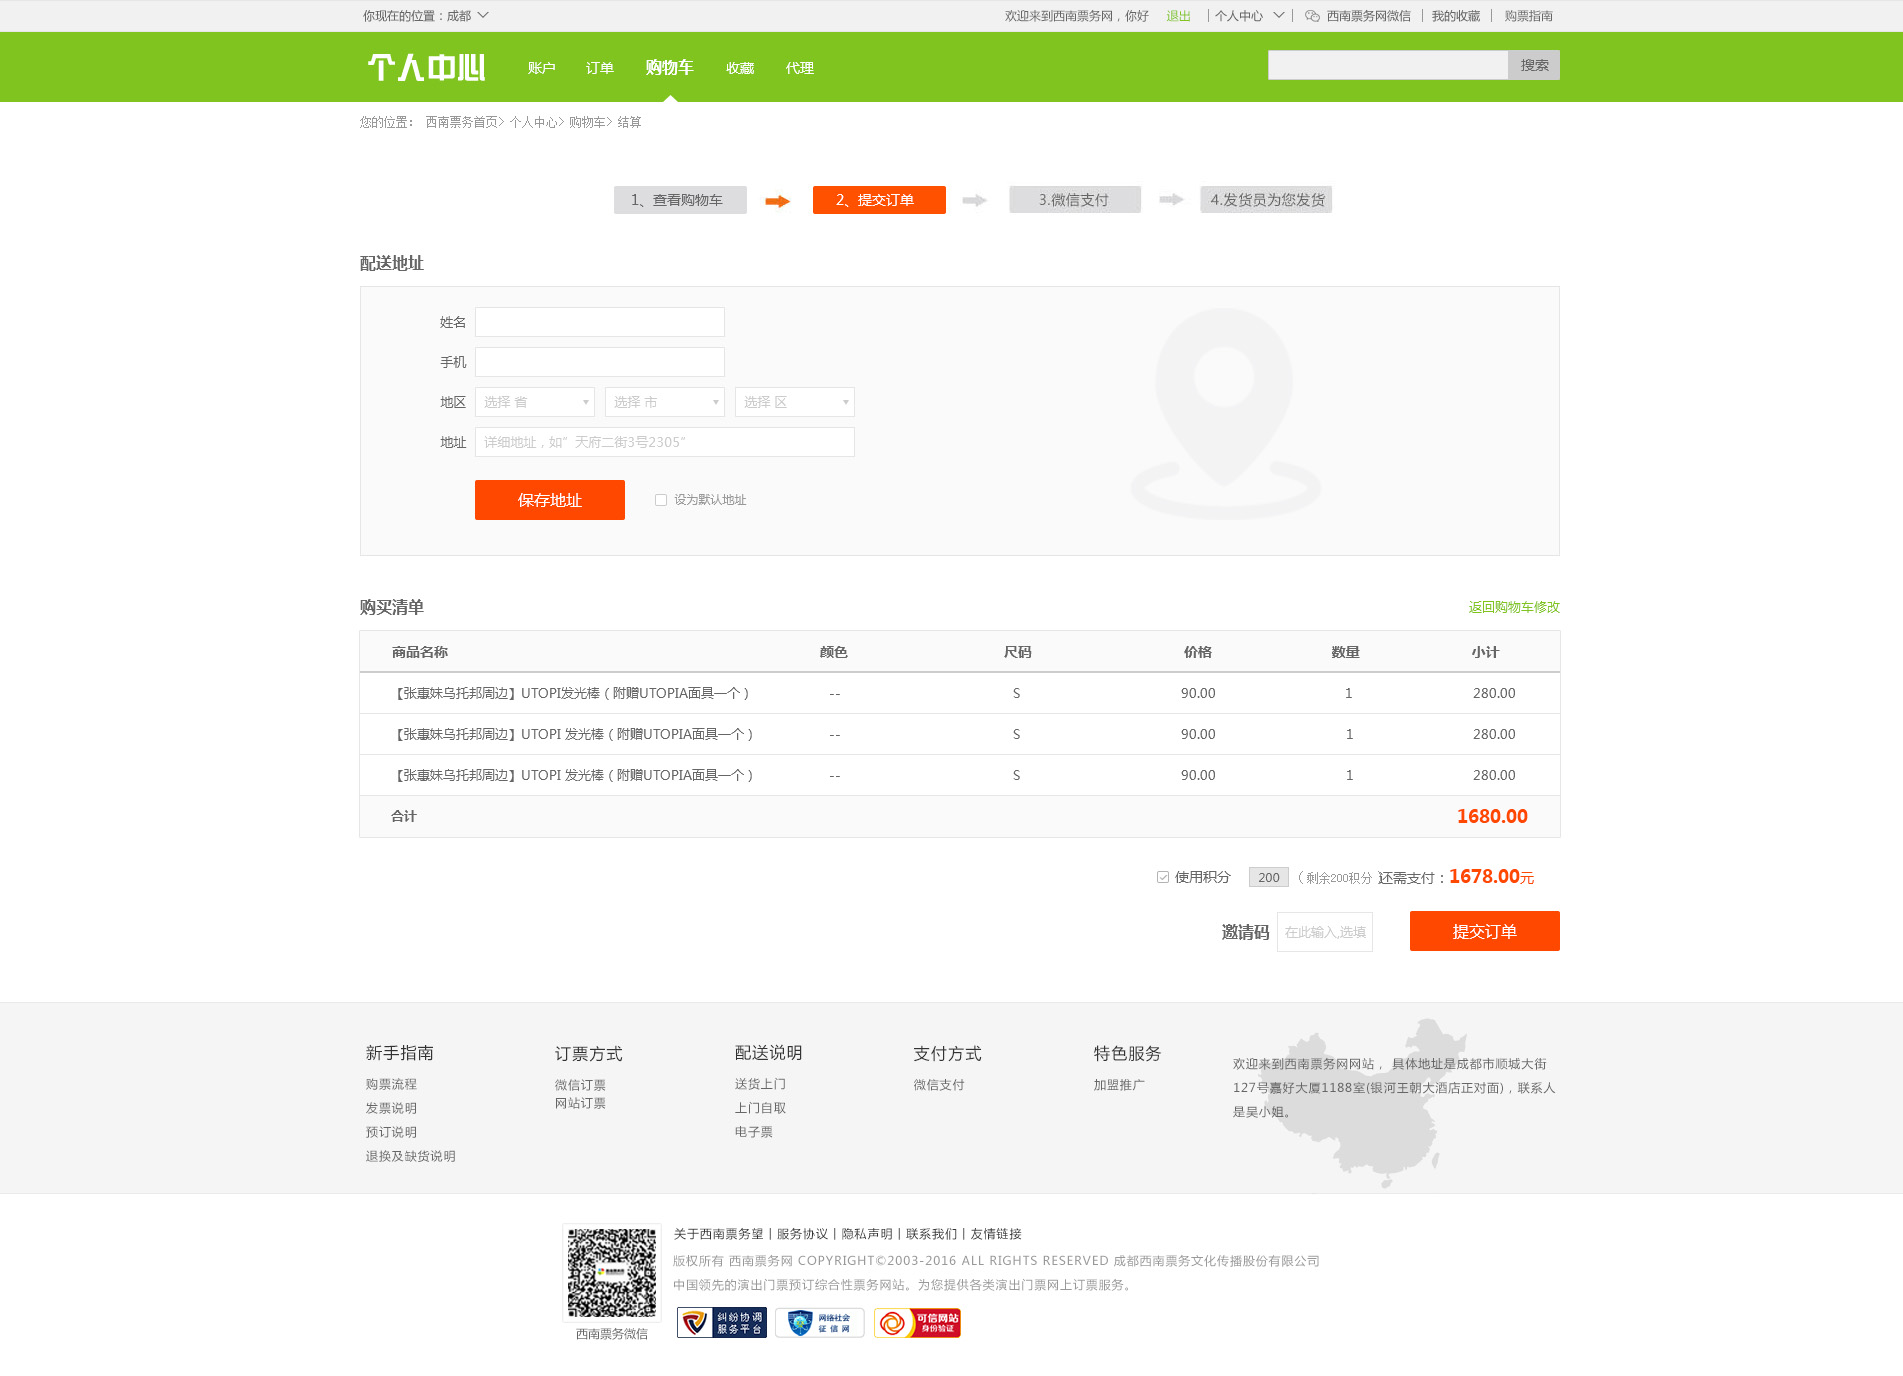 你现在的位置：成都
欢迎来到西南票务网，你好 退出 | 个人中心 | 西南票务网微信 | 我的收藏 | 购票指南
个人中心 账户 订单 购物车 收藏 代理 搜索
您的位置： 西南票务首页> 个人中心> 购物车> 结算
1、查看购物车 2、提交订单 3.微信支付 4.发货员为您发货
配送地址
姓名
手机
地区 选择 省 选择 市 选择 区
地址 详细地址，如”天府二街3号2305”
保存地址 设为默认地址
购买清单 返回购物车修改
商品名称 颜色 尺码 价格 数量 小计
【张惠妹乌托邦周边】UTOPI发光棒（附赠UTOPIA面具一个） -- S 90.00 1 280.00
【张惠妹乌托邦周边】UTOPI 发光棒（附赠UTOPIA面具一个） -- S 90.00 1 280.00
【张惠妹乌托邦周边】UTOPI 发光棒（附赠UTOPIA面具一个） -- S 90.00 1 280.00
合计 1680.00
使用积分 200 （剩余200积分 还需支付：1678.00元
邀请码 在此输入,选填 提交订单
新手指南 订票方式 配送说明 支付方式 特色服务
购票流程 微信订票 送货上门 微信支付 加盟推广
发票说明 网站订票 上门自取
预订说明 电子票
退换及缺货说明
欢迎来到西南票务网网站， 具体地址是成都市顺城大街
127号嘉好大厦1188室(银河王朝大酒店正对面)，联系人
是吴小姐。
关于西南票务望 | 服务协议 | 隐私声明 | 联系我们 | 友情链接
版权所有 西南票务网 COPYRIGHT©2003-2016 ALL RIGHTS RESERVED 成都西南票务文化传播股份有限公司
中国领先的演出门票预订综合性票务网站。为您提供各类演出门票网上订票服务。
纠纷协调
服务平台
网络社会
征信网
可信网站
身份验证
西南票务微信